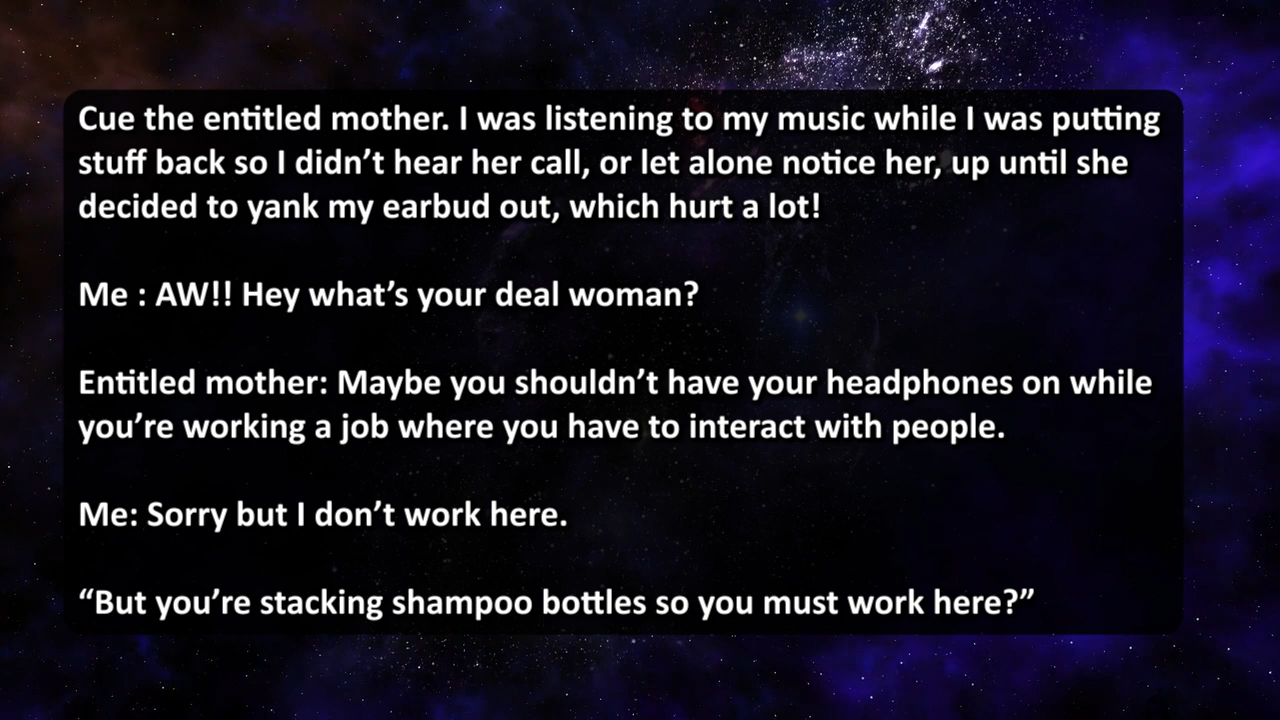 Cue the entitled mother. I was listening to my music while I was putting
stuff back so I didn’t hear her call, or let alone notice her, up until she
decided to yank my earbud out, which hurt a lot!
Me : AW!! Hey what’s your deal woman?
Entitled mother: Maybe you shouldn’t have your headphones on while
you’re working a job where you have to interact with people.
Me: Sorry but I don’t work here.
“But you’re stacking shampoo bottles so you must work here?”